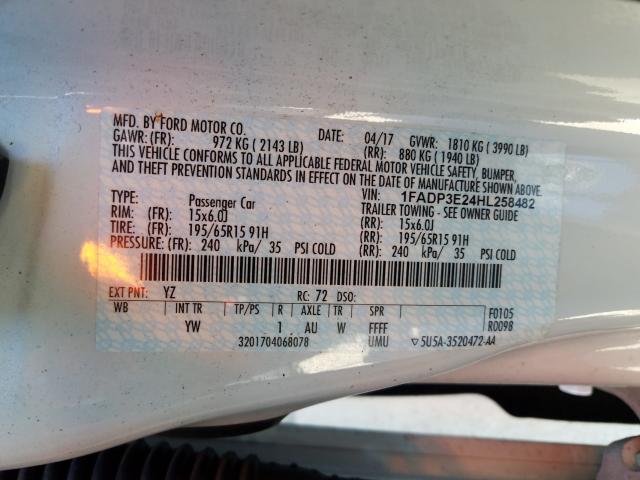 MFD. BY FORD MOTOR CO. DATE: 04/17 GVWR: 1810 KG ( 3990 LB)
GAWR: (FR): 972 KG ( 2143 LB) (RR): 880 KG ( 1940 LB)
THIS VEHICLE CONFORMS TO ALL APPLICABLE FEDERAL MOTOR VEHICLE SAFETY, BUMPER,
AND THEFT PREVENTION STANDARDS IN EFFECT ON THE DATE OF MANUFACTURE SHOWN ABOVE.
VIN: 1FADP3E24HL258482
TYPE: Passenger Car TRAILER TOWING - SEE OWNER GUIDE
RIM: (FR): 15x6.0J (RR): 15x6.0J
TIRE: (FR): 195/65R15 91H (RR): 195/65R15 91H
PRESSURE: (FR): 240 kPa/ 35 PSI COLD (RR): 240 kPa/ 35 PSI COLD
EXT PNT: YZ RC: 72 DSO:
WB INT TR TP/PS R AXLE TR SPR F0105
YW 1 AU W FFFF R0098
3201704068078 UMU ▽ 5U5A-3520472-AA